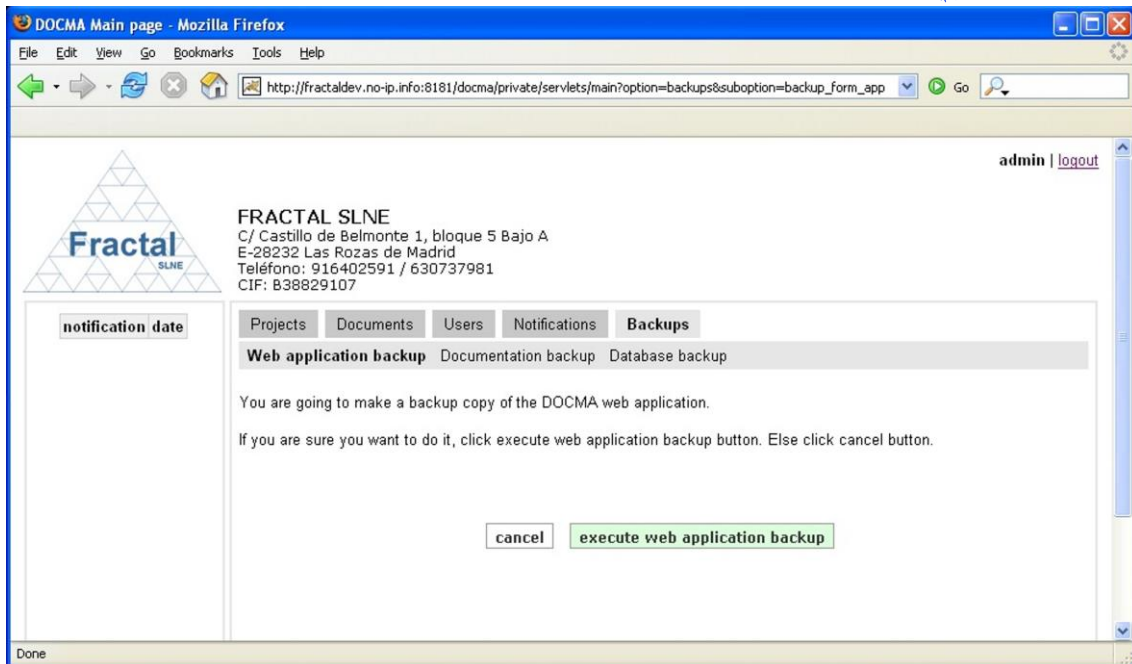 DOCMA Main page - Mozilla Firefox
File Edit View Go Bookmarks Tools Help
http://fractaldev.no-ip.info:8181/docma/private/servlets/main?option=backups&suboption=backup_form_app Go
admin | logout
Fractal
SLNE
FRACTAL SLNE
C/ Castillo de Belmonte 1, bloque 5 Bajo A
E-28232 Las Rozas de Madrid
Teléfono: 916402591 / 630737981
CIF: B38829107
notification date
Projects Documents Users Notifications Backups
Web application backup Documentation backup Database backup
You are going to make a backup copy of the DOCMA web application.
If you are sure you want to do it, click execute web application backup button. Else click cancel button.
cancel execute web application backup
Done